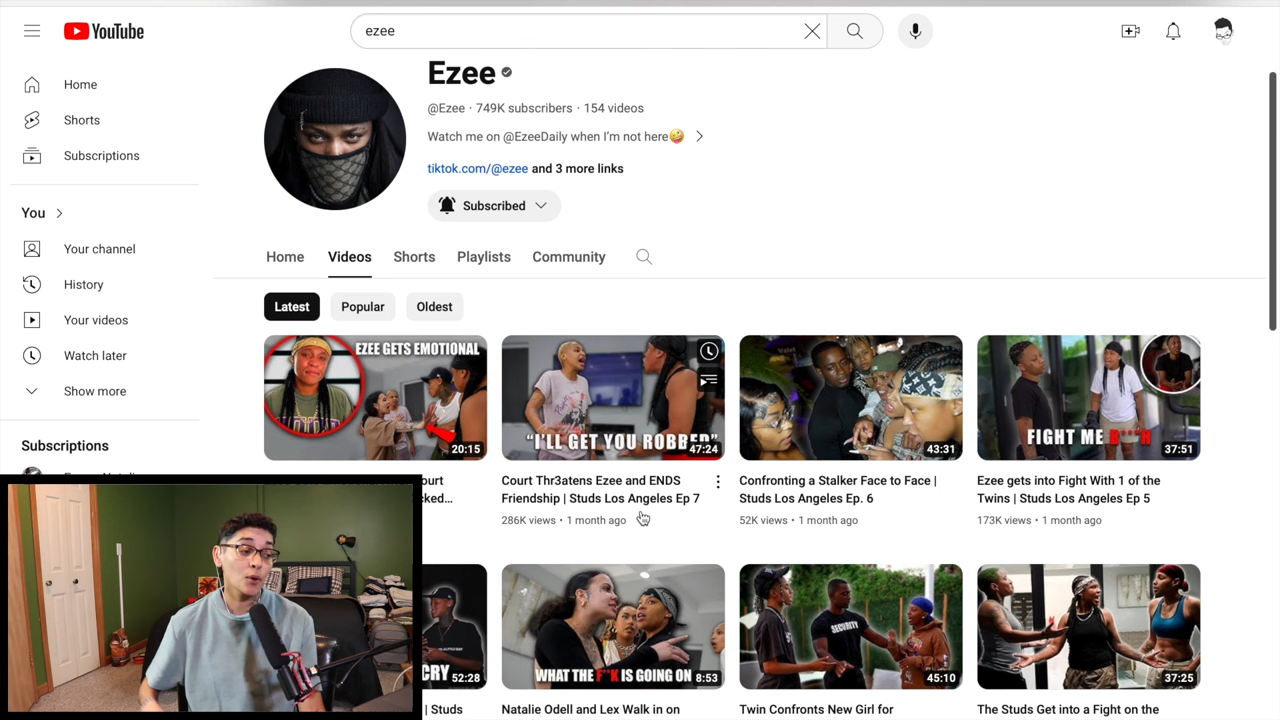 YouTube
ezee
Home
Shorts
Subscriptions
You
Your channel
History
Your videos
Watch later
Show more
Subscriptions
Ezee
@Ezee · 749K subscribers · 154 videos
Watch me on @EzeeDaily when I'm not here🤪
tiktok.com/@ezee and 3 more links
Subscribed
Home Videos Shorts Playlists Community
Latest Popular Oldest
EZEE GETS EMOTIONAL
20:15
"I'LL GET YOU ROBBED"
47:24
43:31
FIGHT ME B**H
37:51
ourt
cked...
Court Thr3atens Ezee and ENDS
Friendship | Studs Los Angeles Ep 7
286K views · 1 month ago
Confronting a Stalker Face to Face |
Studs Los Angeles Ep. 6
52K views · 1 month ago
Ezee gets into Fight With 1 of the
Twins | Studs Los Angeles Ep 5
173K views · 1 month ago
CRY
52:28
WHAT THE F**K IS GOING ON
8:53
SECURITY
45:10
37:25
| Studs
Natalie Odell and Lex Walk in on
Twin Confronts New Girl for
The Studs Get into a Fight on the